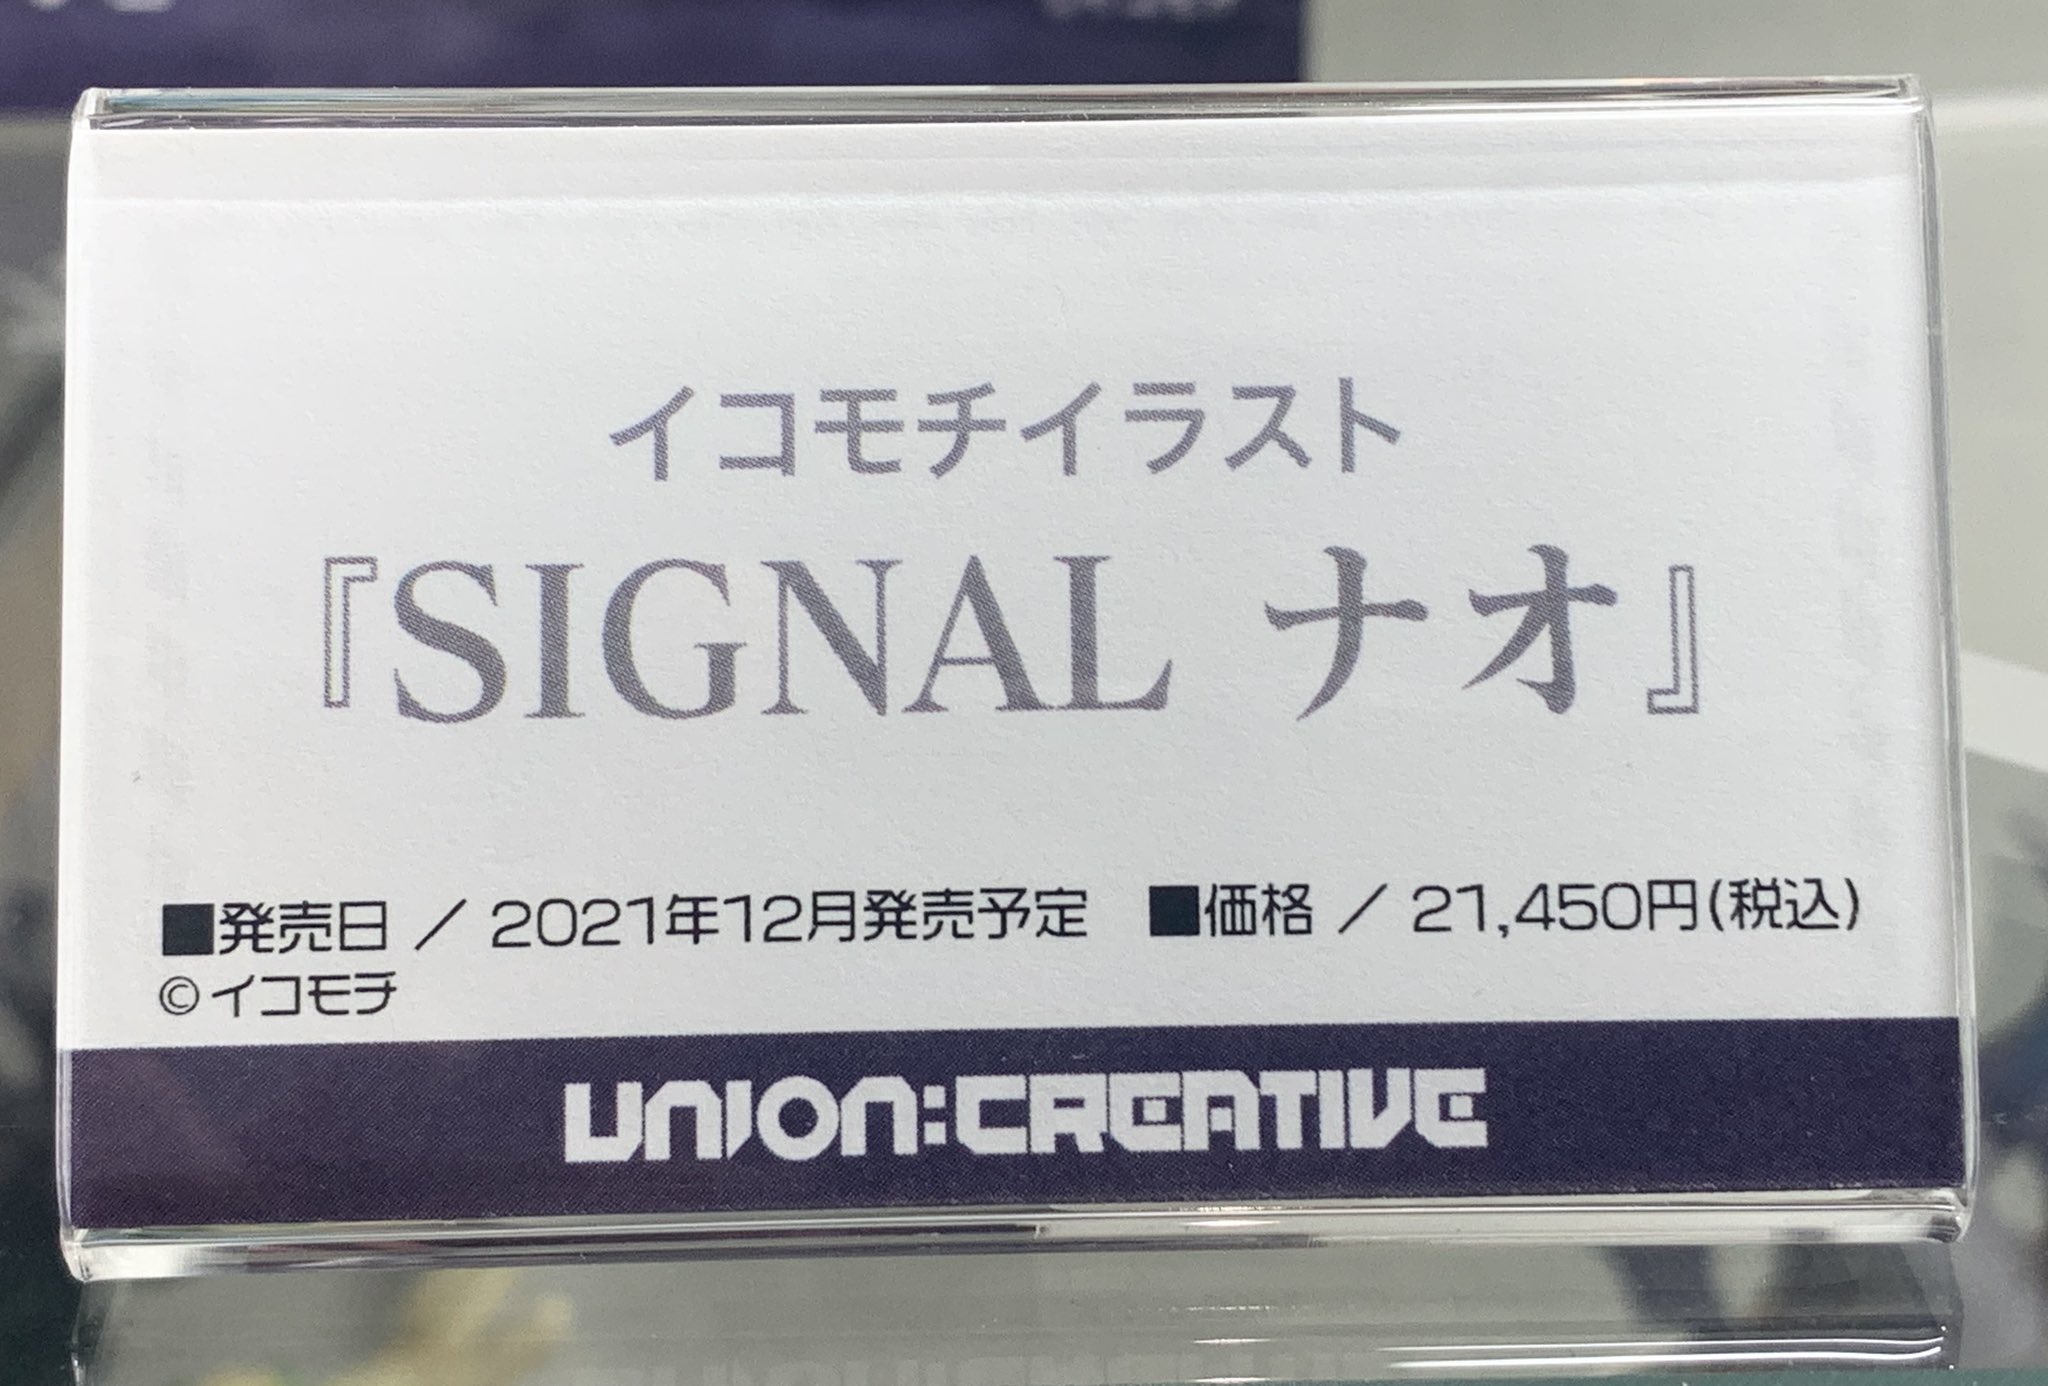 イコモチイラスト
『SIGNAL ナオ』
■発売日 / 2021年12月発売予定 ■価格 / 21,450円(税込)
©イコモチ
UNION:CREATIVE